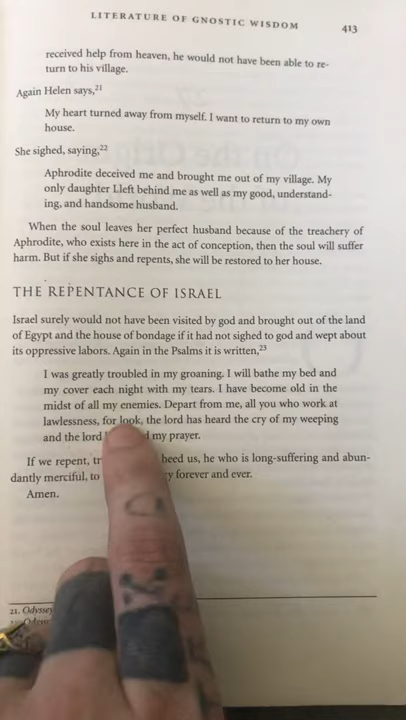 LITERATURE OF GNOSTIC WISDOM 413
received help from heaven, he would not have been able to re-
turn to his village.
Again Helen says,21
My heart turned away from myself. I want to return to my own
house.
She sighed, saying,22
Aphrodite deceived me and brought me out of my village. My
only daughter I left behind me as well as my good, understand-
ing, and handsome husband.
When the soul leaves her perfect husband because of the treachery of
Aphrodite, who exists here in the act of conception, then the soul will suffer
harm. But if she sighs and repents, she will be restored to her house.
THE REPENTANCE OF ISRAEL
Israel surely would not have been visited by god and brought out of the land
of Egypt and the house of bondage if it had not sighed to god and wept about
its oppressive labors. Again in the Psalms it is written,23
I was greatly troubled in my groaning. I will bathe my bed and
my cover each night with my tears. I have become old in the
midst of all my enemies. Depart from me, all you who work at
lawlessness, for look, the lord has heard the cry of my weeping
and the lord my prayer.
If we repent, heed us, he who is long-suffering and abun-
dantly merciful, to forever and ever.
Amen.
21. Odyssey